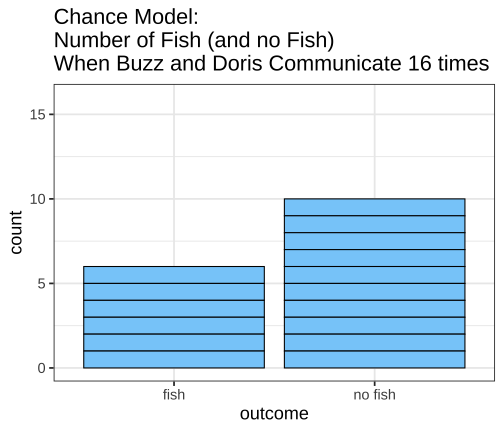 Chance Model:
Number of Fish (and no Fish)
When Buzz and Doris Communicate 16 times
15
10
5
0
count
fish
no fish
outcome